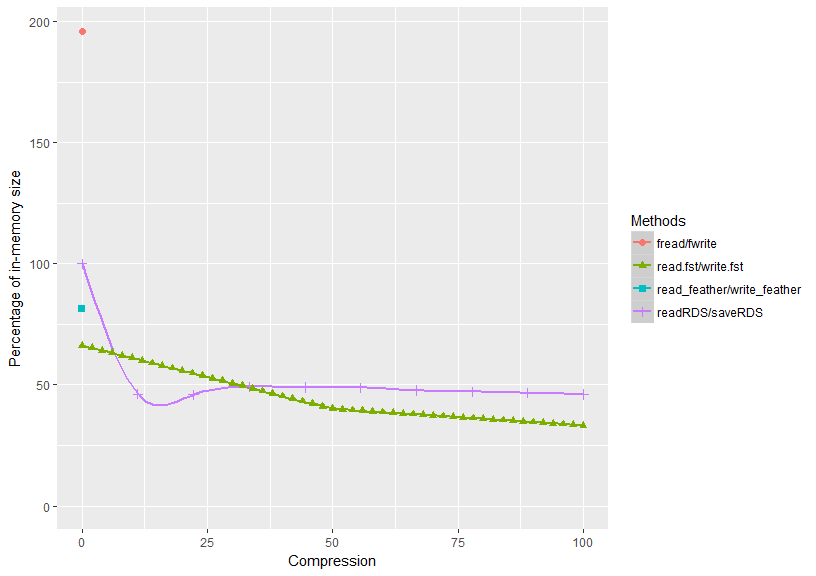 200
150
100
50
0
Percentage of in-memory size
0 25 50 75 100
Compression
Methods
fread/fwrite
read.fst/write.fst
read_feather/write_feather
readRDS/saveRDS